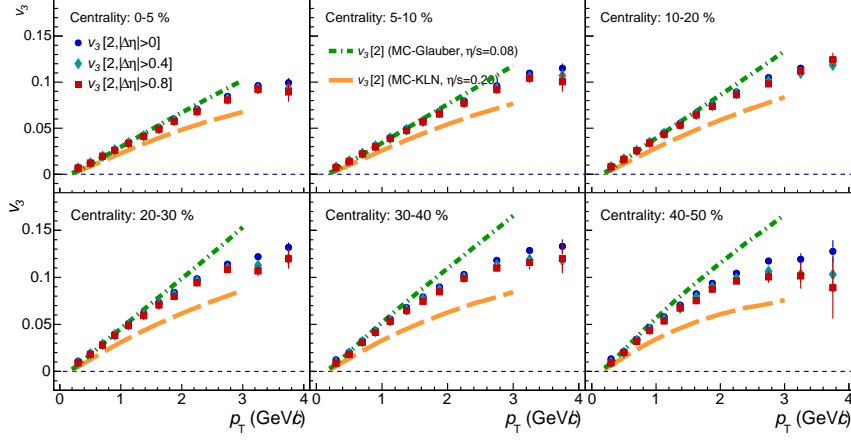 v₃
Centrality: 0-5 %
Centrality: 5-10 %
Centrality: 10-20 %
v₃[2,|Δη|>0]
v₃[2,|Δη|>0.4]
v₃[2,|Δη|>0.8]
v₃[2] (MC-Glauber, η/s=0.08)
v₃[2] (MC-KLN, η/s=0.20)
0.15
0.1
0.05
0
v₃
Centrality: 20-30 %
Centrality: 30-40 %
Centrality: 40-50 %
0.15
0.1
0.05
0
0 1 2 3 4
0 1 2 3 4
0 1 2 3 4
p_T (GeV/c)
p_T (GeV/c)
p_T (GeV/c)